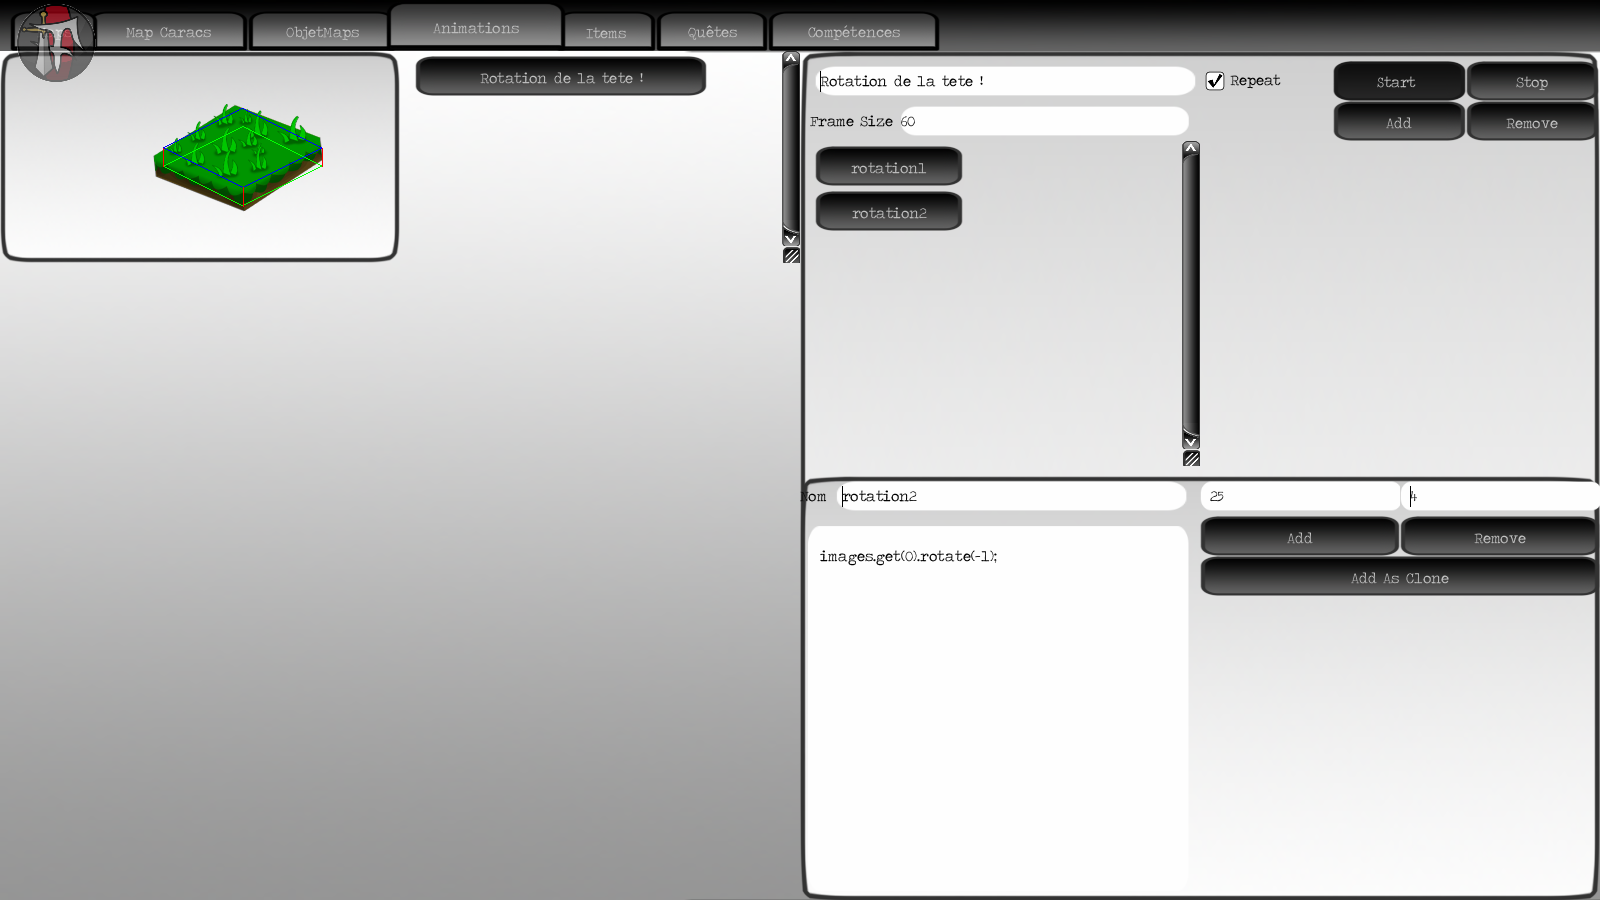 Map Caracs
ObjetMaps
Animations
Items
Quêtes
Compétences
Rotation de la tete !
Rotation de la tete !
Repeat
Start
Stop
Frame Size 60
Add
Remove
rotation1
rotation2
Nom rotation2
25
4
images.get(0).rotate(-1);
Add
Remove
Add As Clone